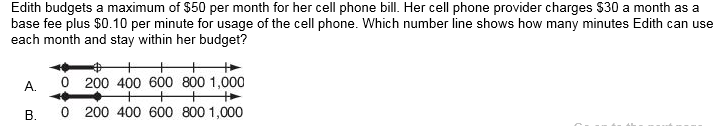 Edith budgets a maximum of $50 per month for her cell phone bill. Her cell phone provider charges $30 a month as a
base fee plus $0.10 per minute for usage of the cell phone. Which number line shows how many minutes Edith can use
each month and stay within her budget?
A. 0 200 400 600 800 1,000
B. 0 200 400 600 800 1,000